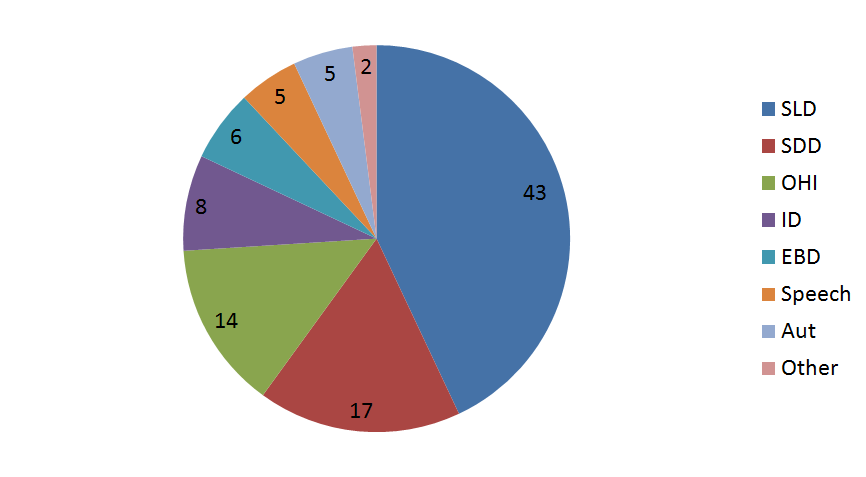 2
5
5
6
8
14
17
43
SLD
SDD
OHI
ID
EBD
Speech
Aut
Other